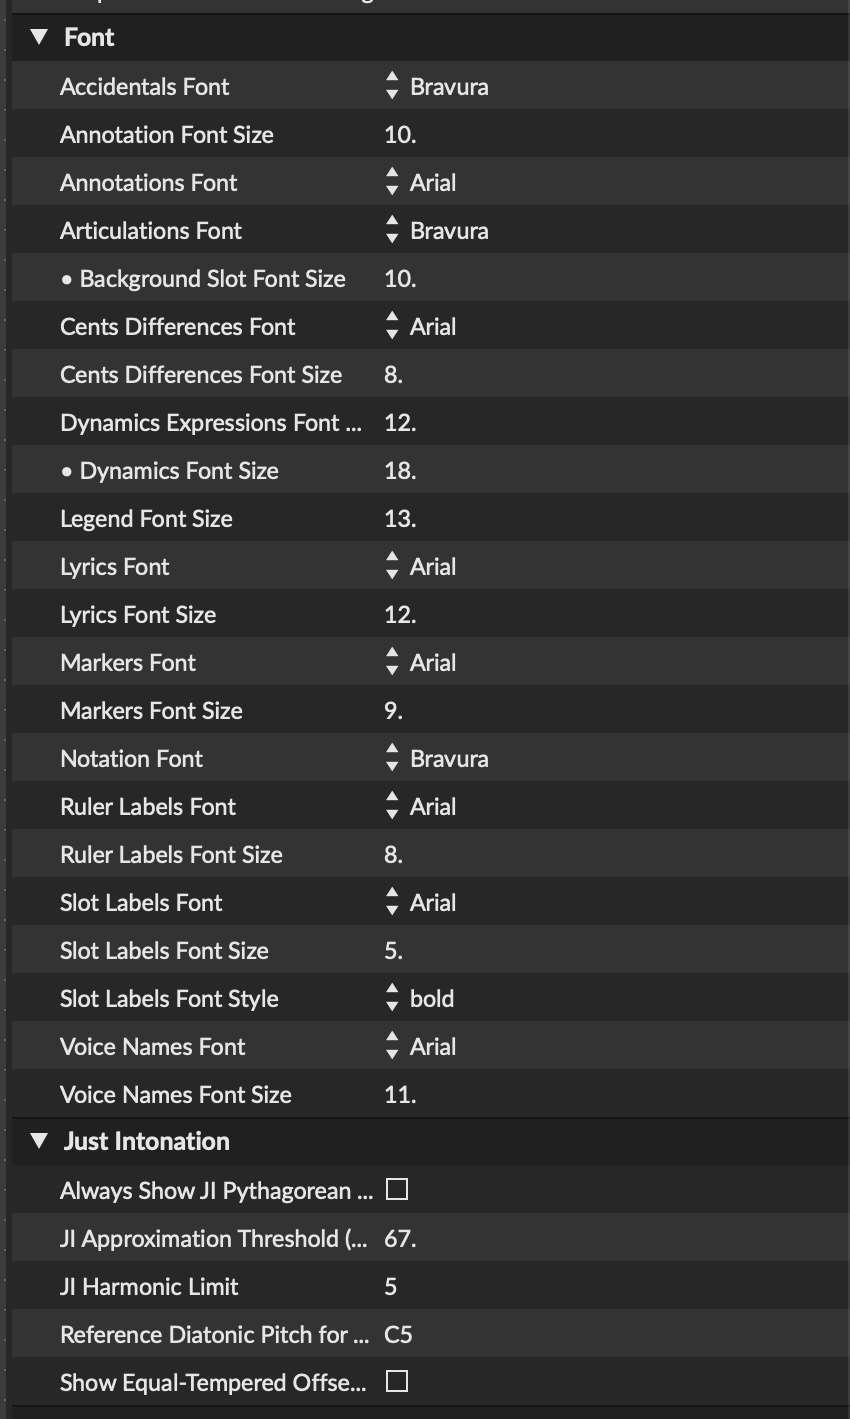 Font
Accidentals Font Bravura
Annotation Font Size 10.
Annotations Font Arial
Articulations Font Bravura
• Background Slot Font Size 10.
Cents Differences Font Arial
Cents Differences Font Size 8.
Dynamics Expressions Font ... 12.
• Dynamics Font Size 18.
Legend Font Size 13.
Lyrics Font Arial
Lyrics Font Size 12.
Markers Font Arial
Markers Font Size 9.
Notation Font Bravura
Ruler Labels Font Arial
Ruler Labels Font Size 8.
Slot Labels Font Arial
Slot Labels Font Size 5.
Slot Labels Font Style bold
Voice Names Font Arial
Voice Names Font Size 11.
Just Intonation
Always Show JI Pythagorean ...
JI Approximation Threshold (... 67.
JI Harmonic Limit 5
Reference Diatonic Pitch for ... C5
Show Equal-Tempered Offse...